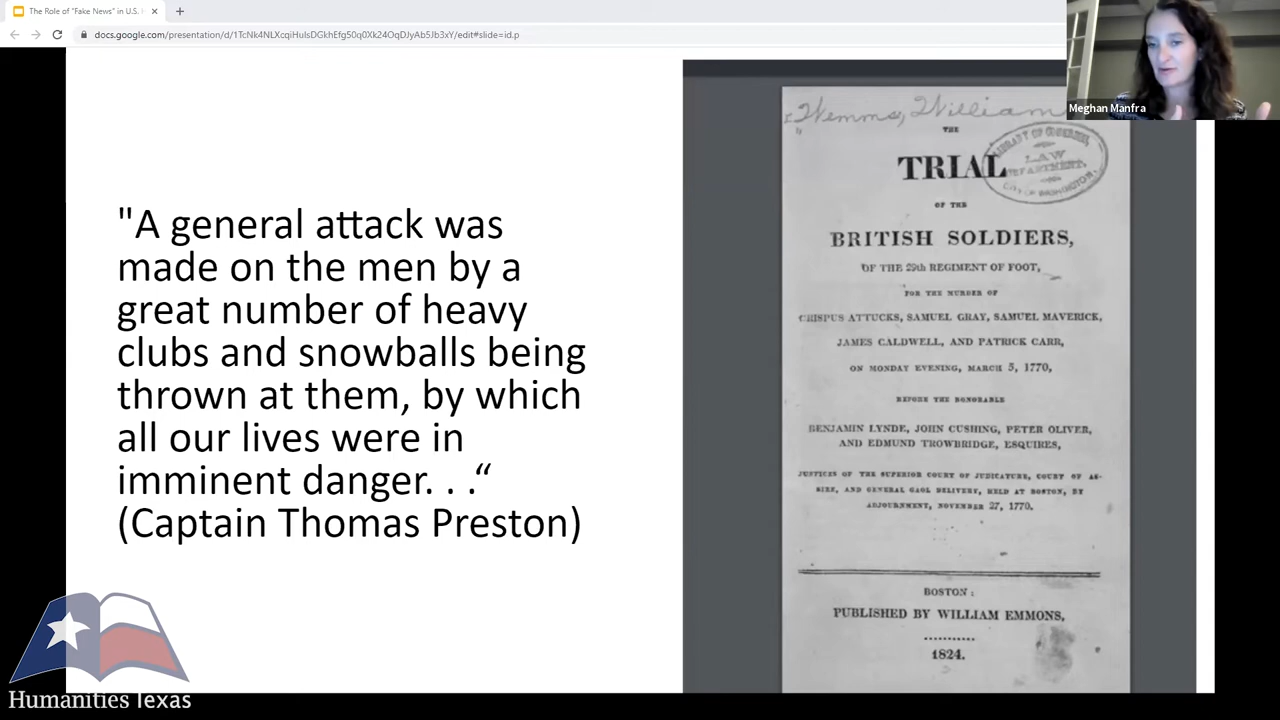 The Role of "Fake News" in U.S.
docs.google.com/presentation/d/1TcNk4NLXcqiHulsDGkhEfg50q0Xk24OqDJyAb5Jb3xY/edit#slide=id.p
Meghan Manfra
"A general attack was
made on the men by a
great number of heavy
clubs and snowballs being
thrown at them, by which
all our lives were in
imminent danger. . .“
(Captain Thomas Preston)
Wemms, William
THE
TRIAL
OF THE
BRITISH SOLDIERS,
OF THE 29th REGIMENT OF FOOT,
FOR THE MURDER OF
CRISPUS ATTUCKS, SAMUEL GRAY, SAMUEL MAVERICK,
JAMES CALDWELL, AND PATRICK CARR,
ON MONDAY EVENING, MARCH 5, 1770,
BEFORE THE HONORABLE
BENJAMIN LYNDE, JOHN CUSHING, PETER OLIVER,
AND EDMUND TROWBRIDGE, ESQUIRES,
JUSTICES OF THE SUPERIOR COURT OF JUDICATURE, COURT OF AS-
SIZE, AND GENERAL GAOL DELIVERY, HELD AT BOSTON, BY
ADJOURNMENT, NOVEMBER 27, 1770.
BOSTON:
PUBLISHED BY WILLIAM EMMONS,
1824.
LIBRARY OF CONGRESS,
LAW
DEPARTMENT,
CITY OF WASHINGTON.
Humanities Texas